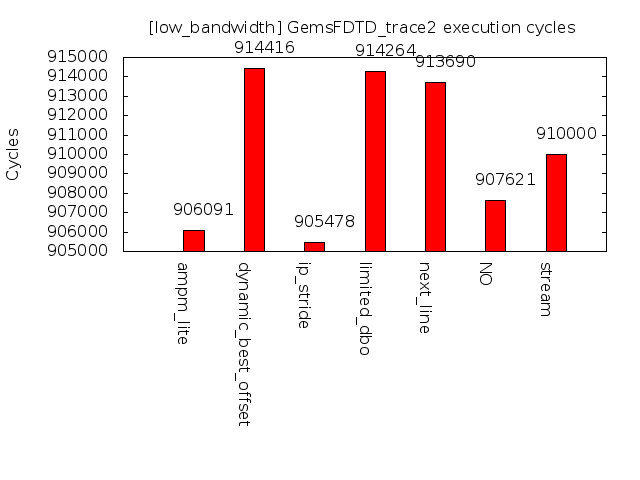 [low_bandwidth] GemsFDTD_trace2 execution cycles
Cycles
915000
914000
913000
912000
911000
910000
909000
908000
907000
906000
905000
906091
914416
905478
914264
913690
907621
910000
ampm_lite
dynamic_best_offset
ip_stride
limited_dbo
next_line
NO
stream